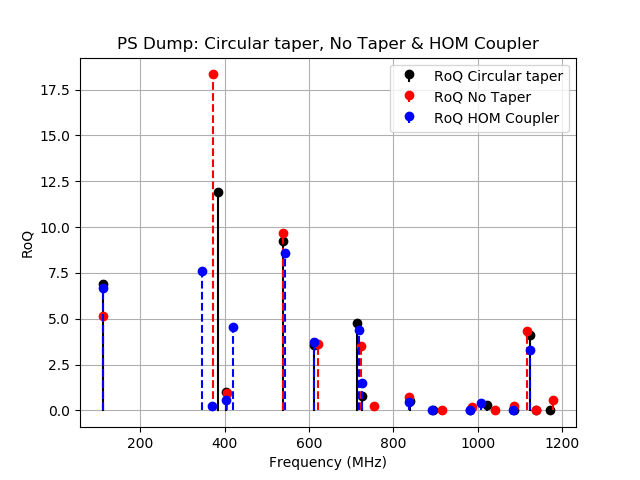 PS Dump: Circular taper, No Taper & HOM Coupler
RoQ Circular taper
RoQ No Taper
RoQ HOM Coupler
17.5
15.0
12.5
10.0
7.5
5.0
2.5
0.0
RoQ
200 400 600 800 1000 1200
Frequency (MHz)